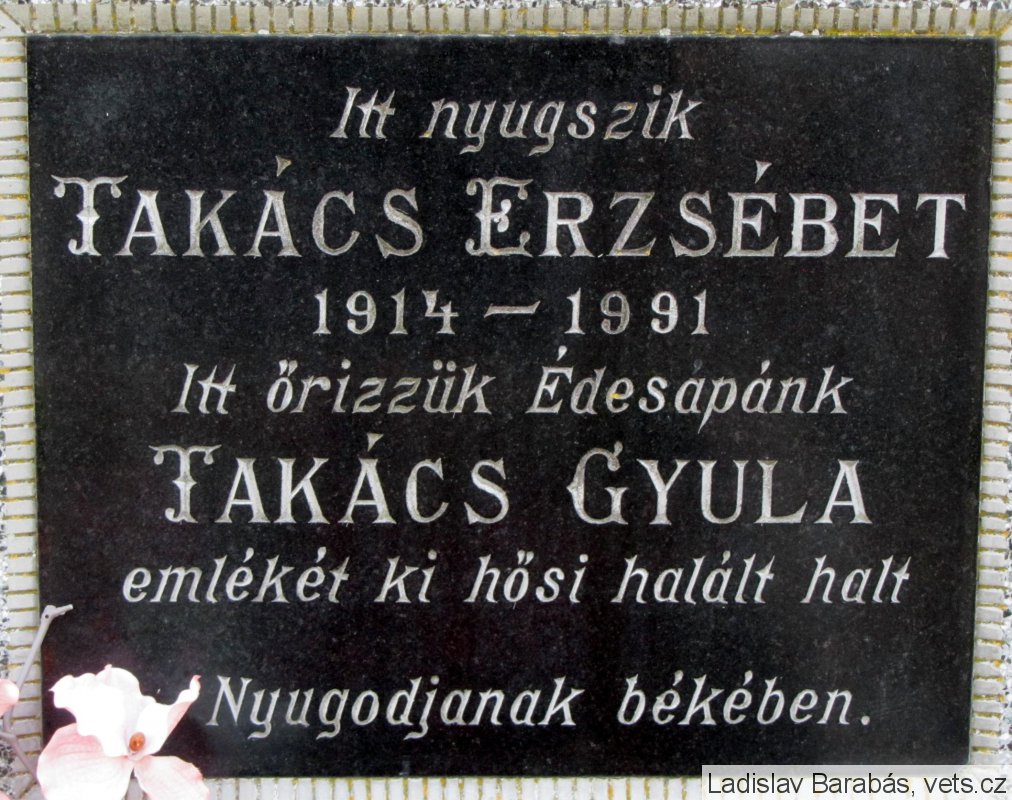 Itt nyugszik
TAKÁCS ERZSÉBET
1914 – 1991
Itt őrizzük Édesapánk
TAKÁCS GYULA
emlékét ki hősi halált halt
Nyugodjanak békében.
Ladislav Barabás, vets.cz